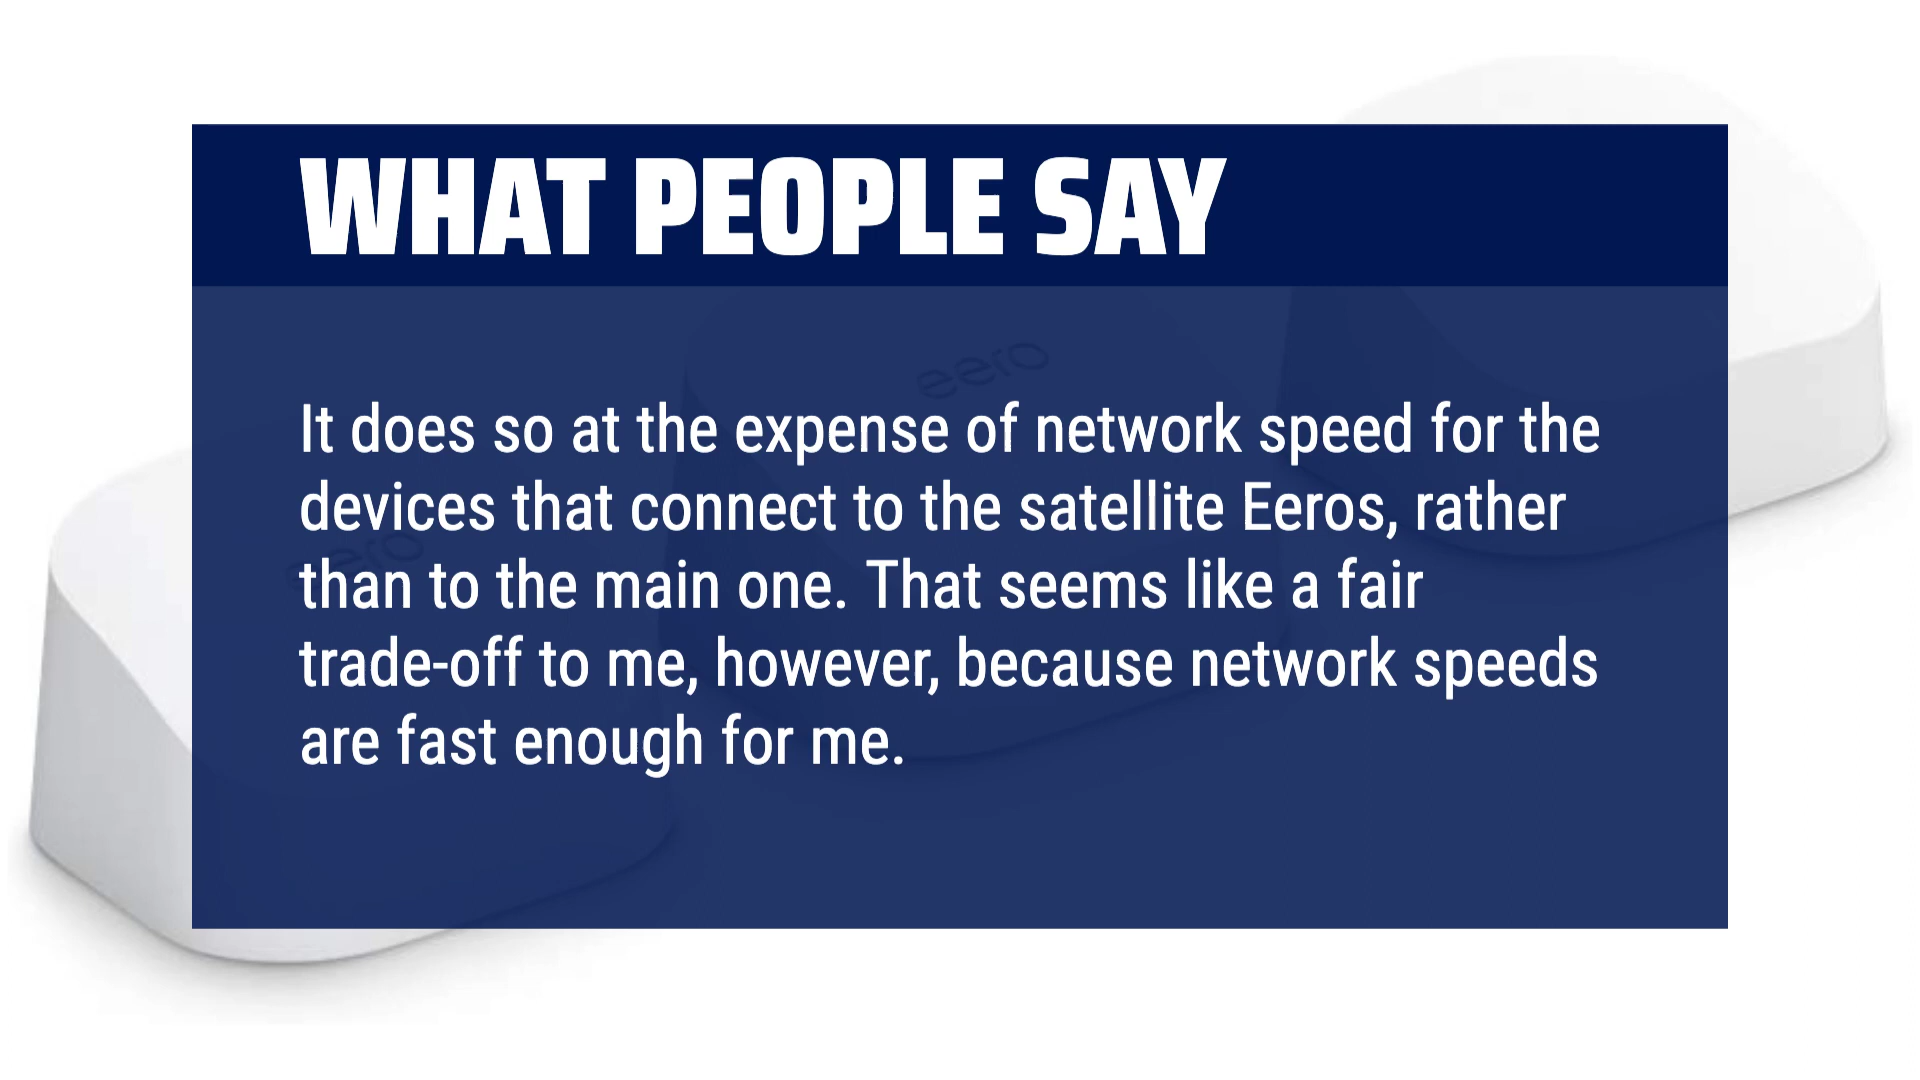 WHAT PEOPLE SAY
eero
It does so at the expense of network speed for the
devices that connect to the satellite Eeros, rather
eero
than to the main one. That seems like a fair
trade-off to me, however, because network speeds
are fast enough for me.